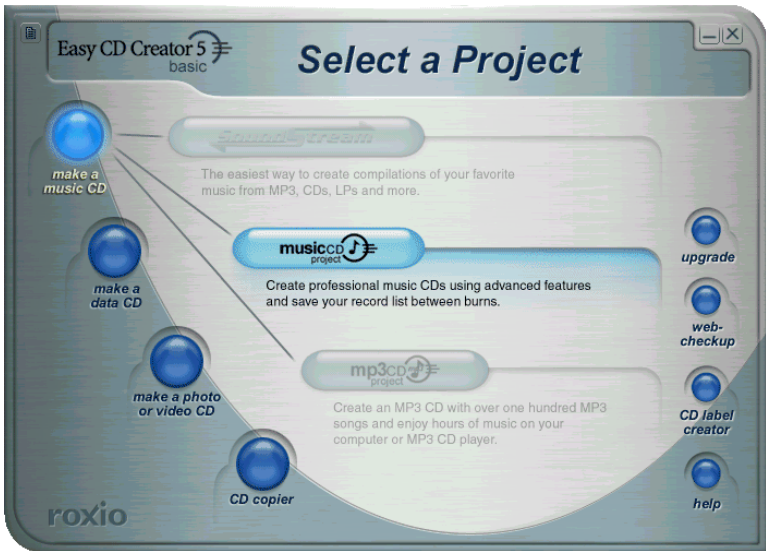 Easy CD Creator 5
basic
Select a Project
make a
music CD
SoundStream
The easiest way to create compilations of your favorite
music from MP3, CDs, LPs and more.
musicCD
project
Create professional music CDs using advanced features
and save your record list between burns.
make a
data CD
mp3CD
project
Create an MP3 CD with over one hundred MP3
songs and enjoy hours of music on your
computer or MP3 CD player.
make a photo
or video CD
CD copier
upgrade
web-
checkup
CD label
creator
help
roxio